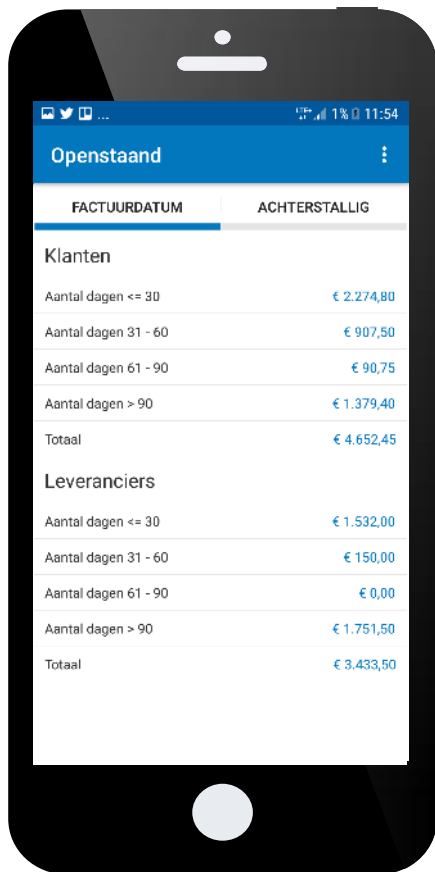 ... 1% 11:54
Openstaand
FACTUURDATUM ACHTERSTALLIG
Klanten
Aantal dagen <= 30 € 2.274,80
Aantal dagen 31 - 60 € 907,50
Aantal dagen 61 - 90 € 90,75
Aantal dagen > 90 € 1.379,40
Totaal € 4.652,45
Leveranciers
Aantal dagen <= 30 € 1.532,00
Aantal dagen 31 - 60 € 150,00
Aantal dagen 61 - 90 € 0,00
Aantal dagen > 90 € 1.751,50
Totaal € 3.433,50